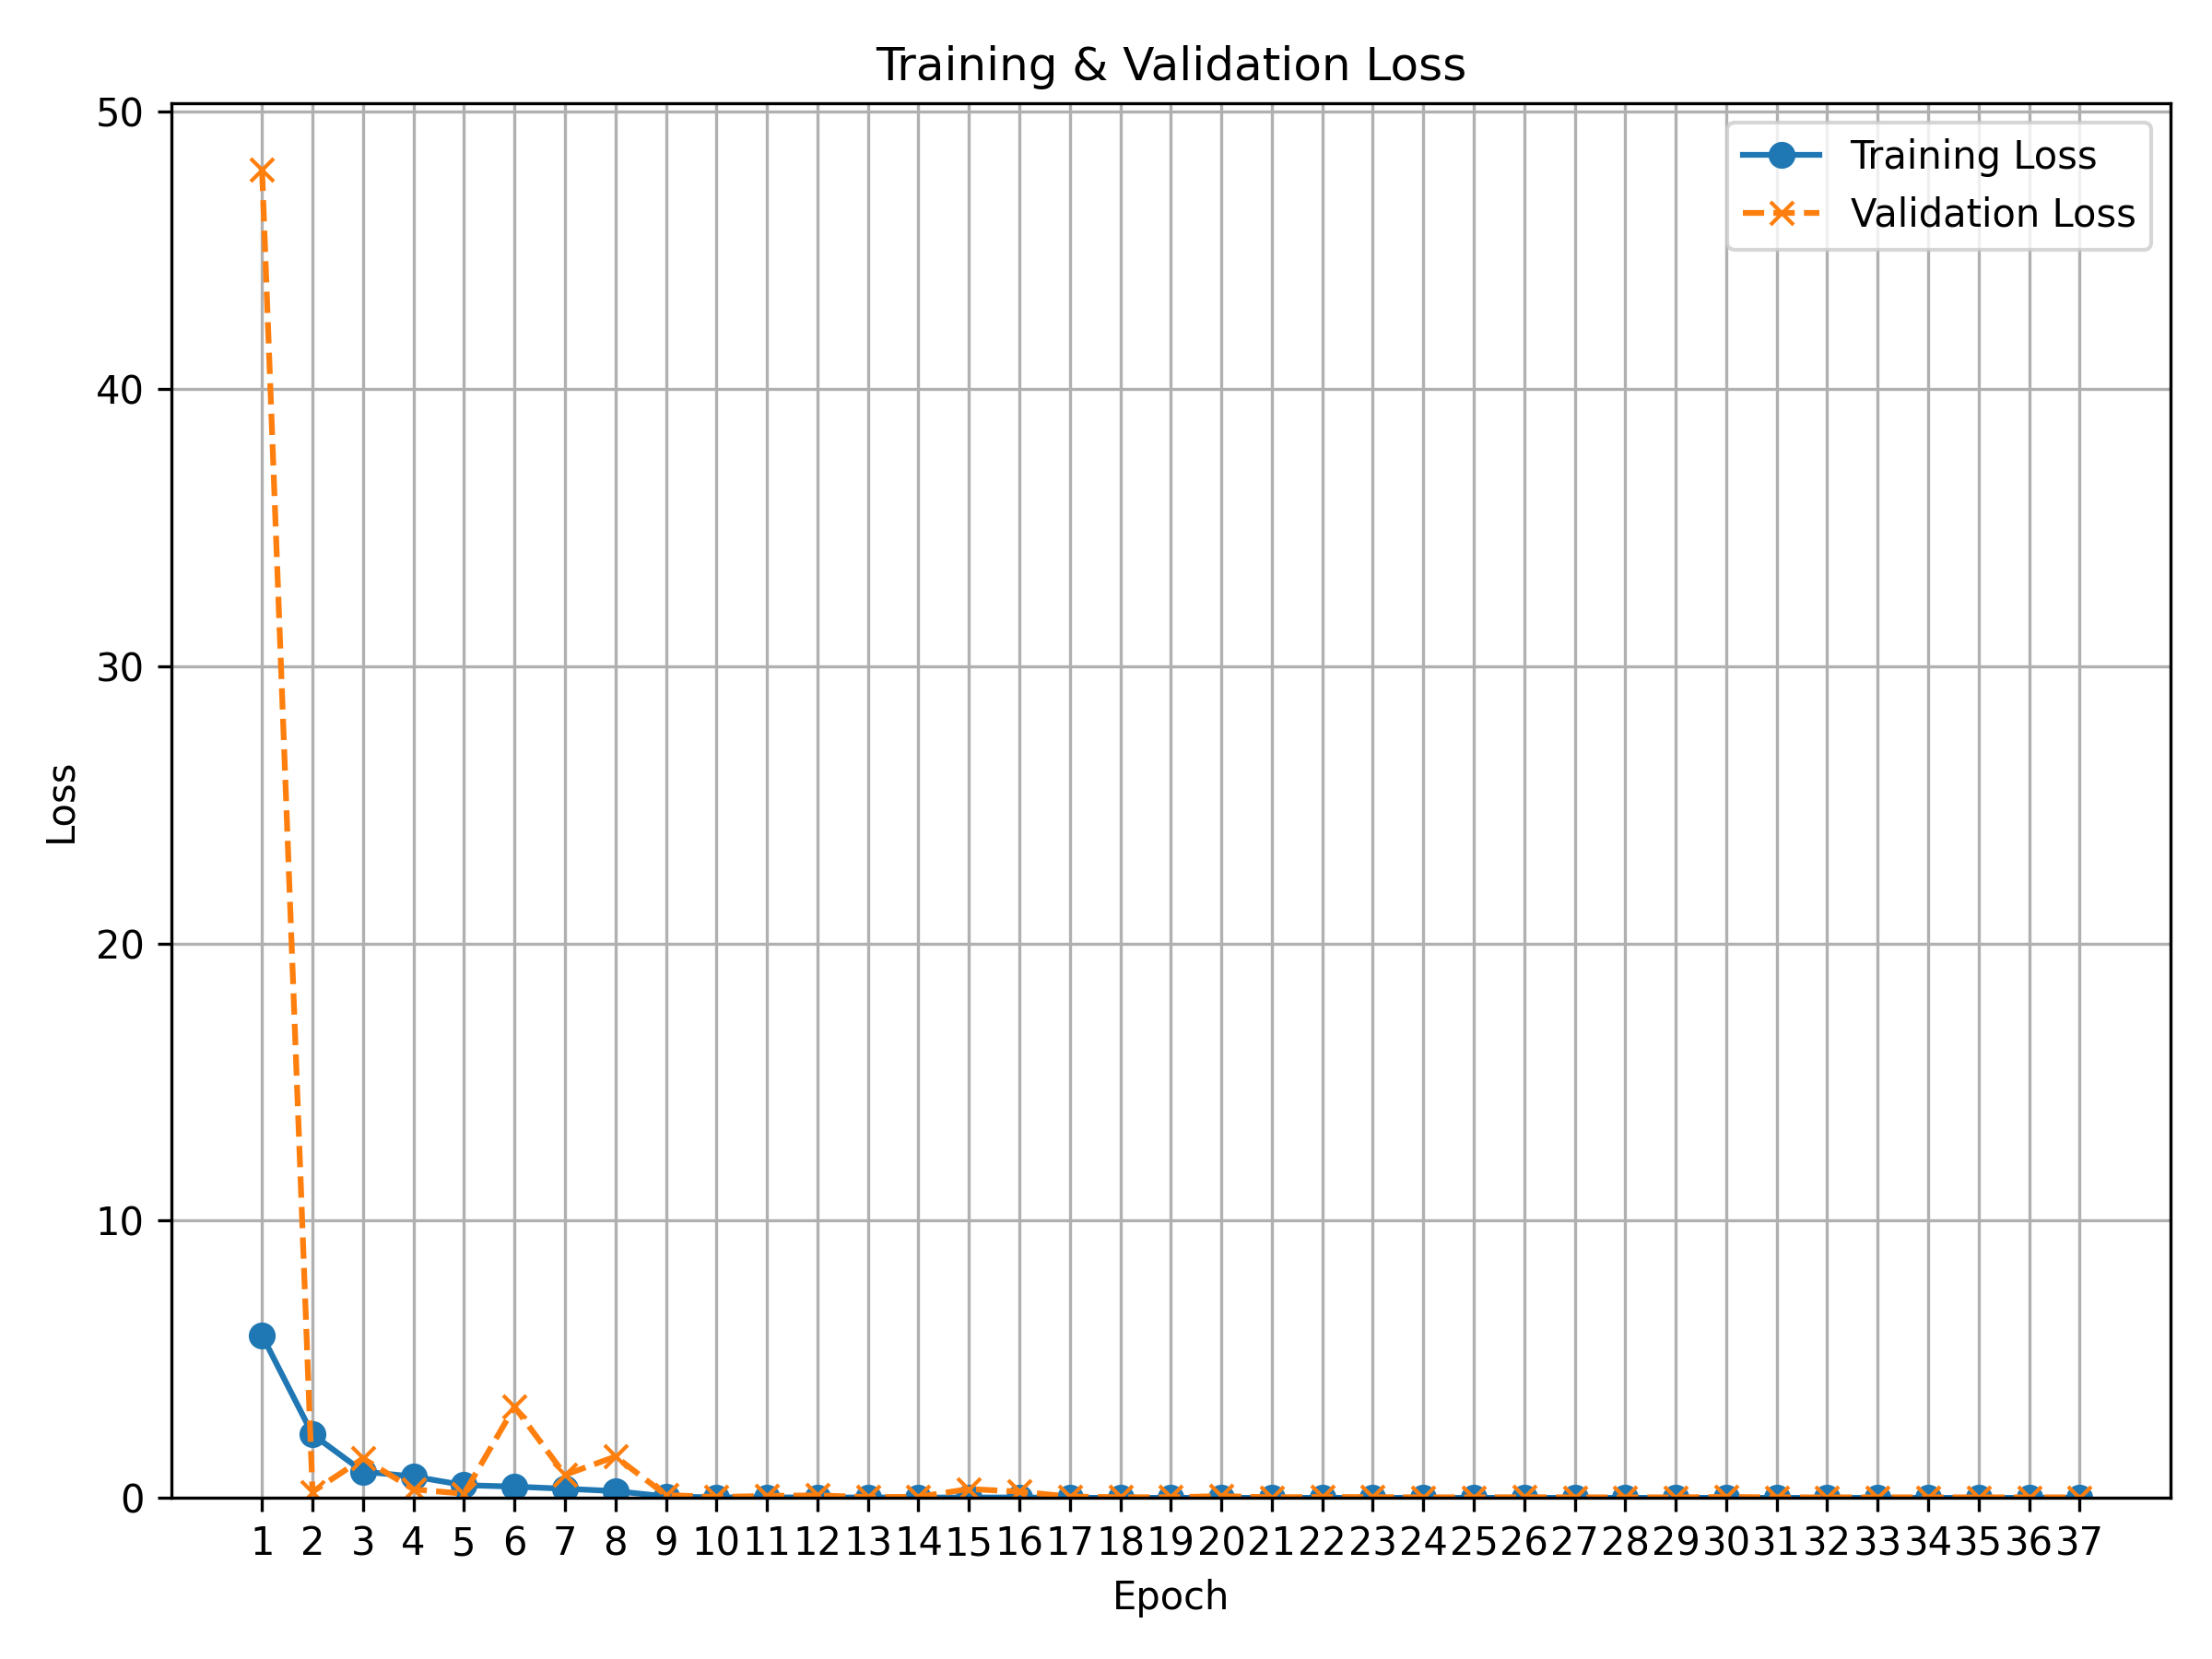 Training & Validation Loss
50
Training Loss
Validation Loss
40
30
Loss
20
10
0
1 2 3 4 5 6 7 8 9 10 11 12 13 14 15 16 17 18 19 20 21 22 23 24 25 26 27 28 29 30 31 32 33 34 35 36 37
Epoch